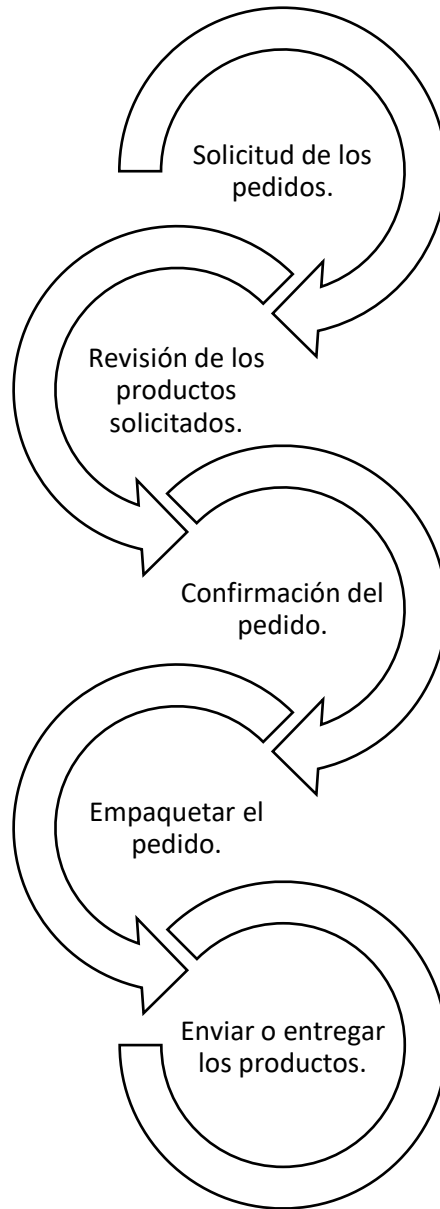 Solicitud de los
pedidos.
Revisión de los
productos
solicitados.
Confirmación del
pedido.
Empaquetar el
pedido.
Enviar o entregar
los productos.